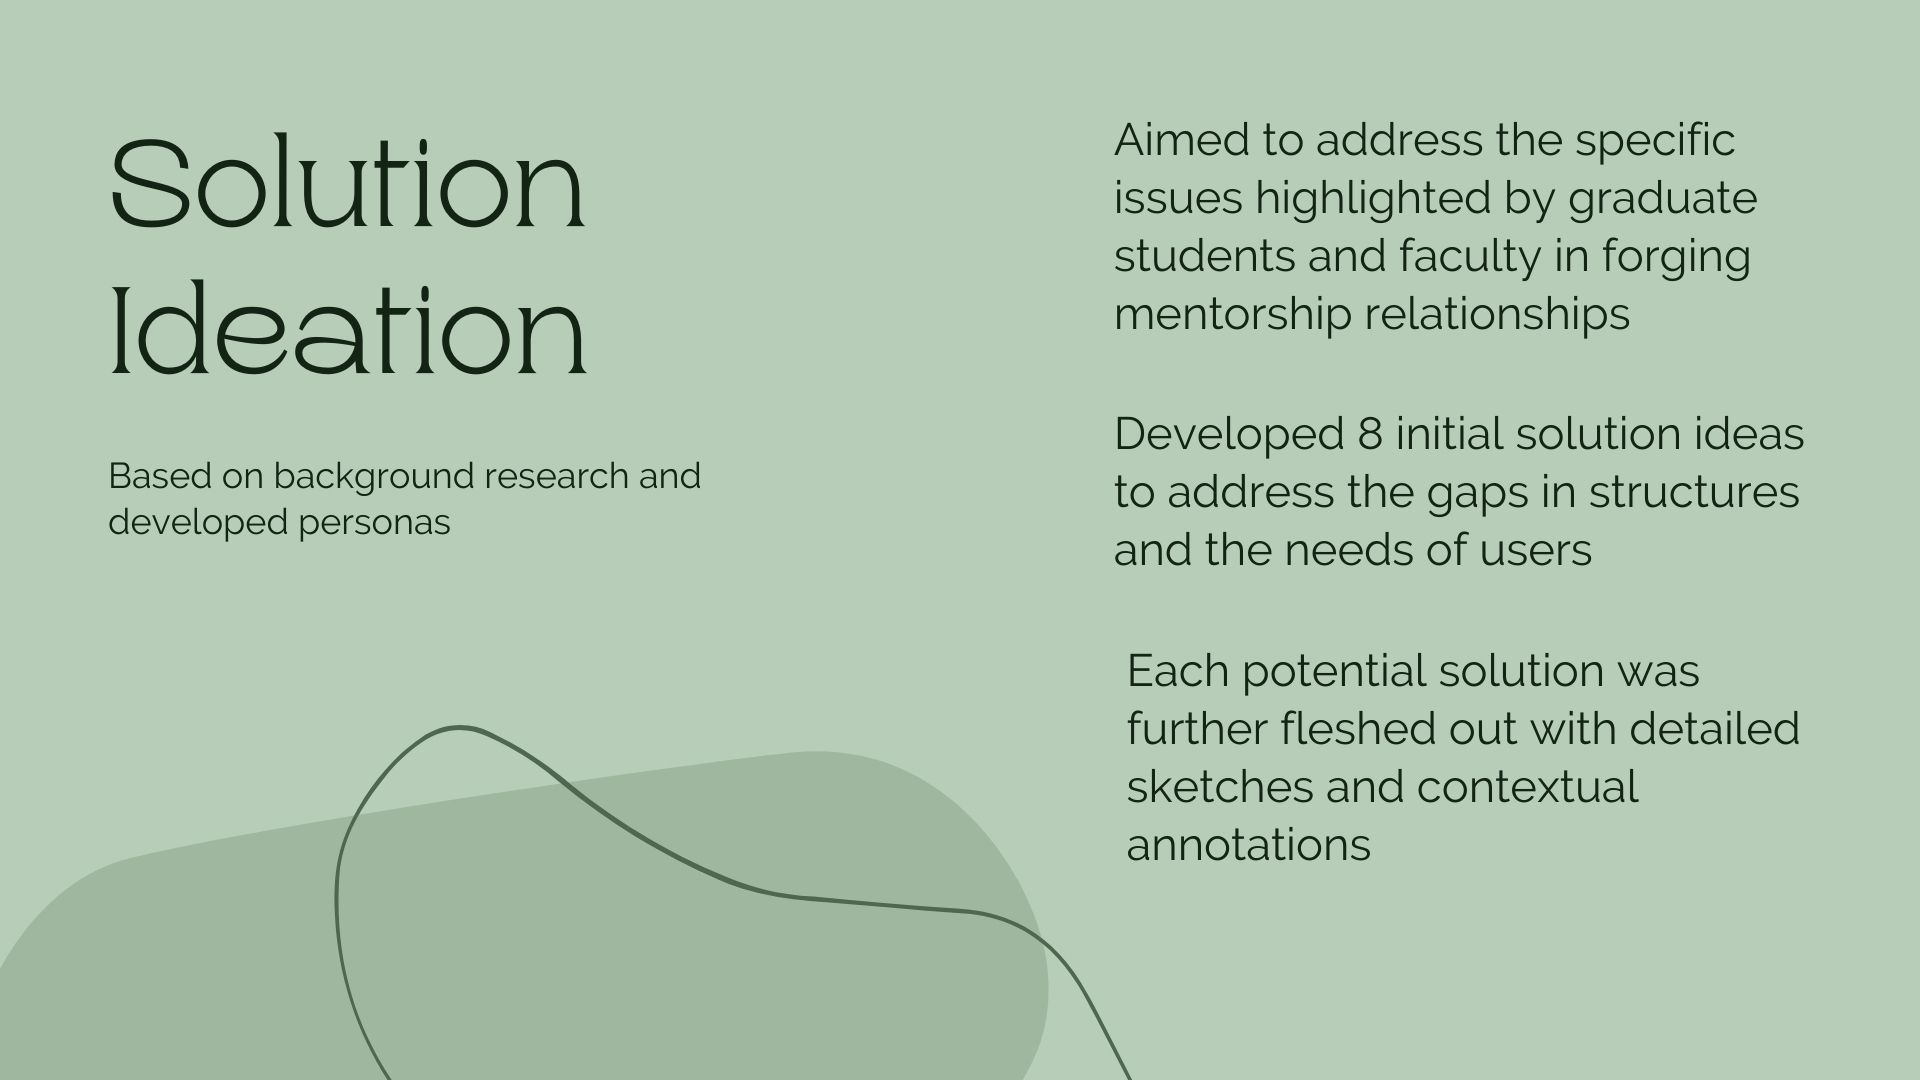 Solution
Ideation
Based on background research and
developed personas
Aimed to address the specific
issues highlighted by graduate
students and faculty in forging
mentorship relationships
Developed 8 initial solution ideas
to address the gaps in structures
and the needs of users
Each potential solution was
further fleshed out with detailed
sketches and contextual
annotations